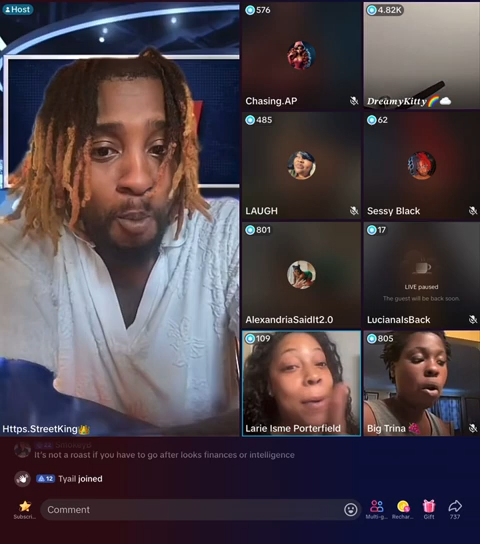 Host
576
Chasing.AP
4.82K
DreamyKitty🌈☁️
485
LAUGH
62
Sessy Black
801
AlexandriaSaidIt2.0
17
LIVE paused
The guest will be back soon
LucianaIsBack
Https.StreetKing
109
Larie Isme Porterfield
805
Big Trina
It's not a roast if you have to go after looks finances or intelligence
12 Tyail joined
Subscri...
Comment
Multi-g...
Rechar...
Gift
737